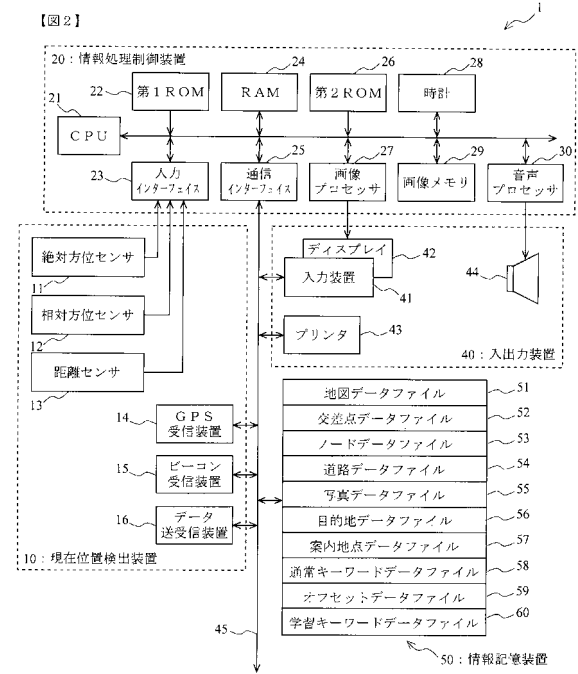 【図2】
1
20:情報処理制御装置
21
CPU
22
第1ROM
24
RAM
26
第2ROM
28
時計
23
入力
インターフェイス
25
通信
インターフェイス
27
画像
プロセッサ
29
画像メモリ
30
音声
プロセッサ
絶対方位センサ
11
相対方位センサ
12
距離センサ
13
14
GPS
受信装置
15
ビーコン
受信装置
16
データ
送受信装置
10:現在位置検出装置
ディスプレイ
42
入力装置
41
プリンタ
43
44
40:入出力装置
地図データファイル
51
交差点データファイル
52
ノードデータファイル
53
道路データファイル
54
写真データファイル
55
目的地データファイル
56
案内地点データファイル
57
通常キーワードデータファイル
58
オフセットデータファイル
59
学習キーワードデータファイル
60
45
50:情報記憶装置